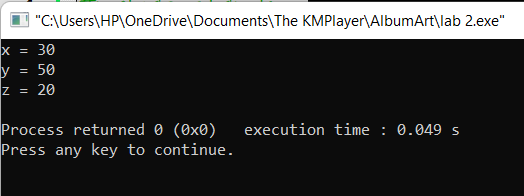 "C:\Users\HP\OneDrive\Documents\The KMPlayer\AlbumArt\lab 2.exe"
x = 30
y = 50
z = 20
Process returned 0 (0x0)   execution time : 0.049 s
Press any key to continue.